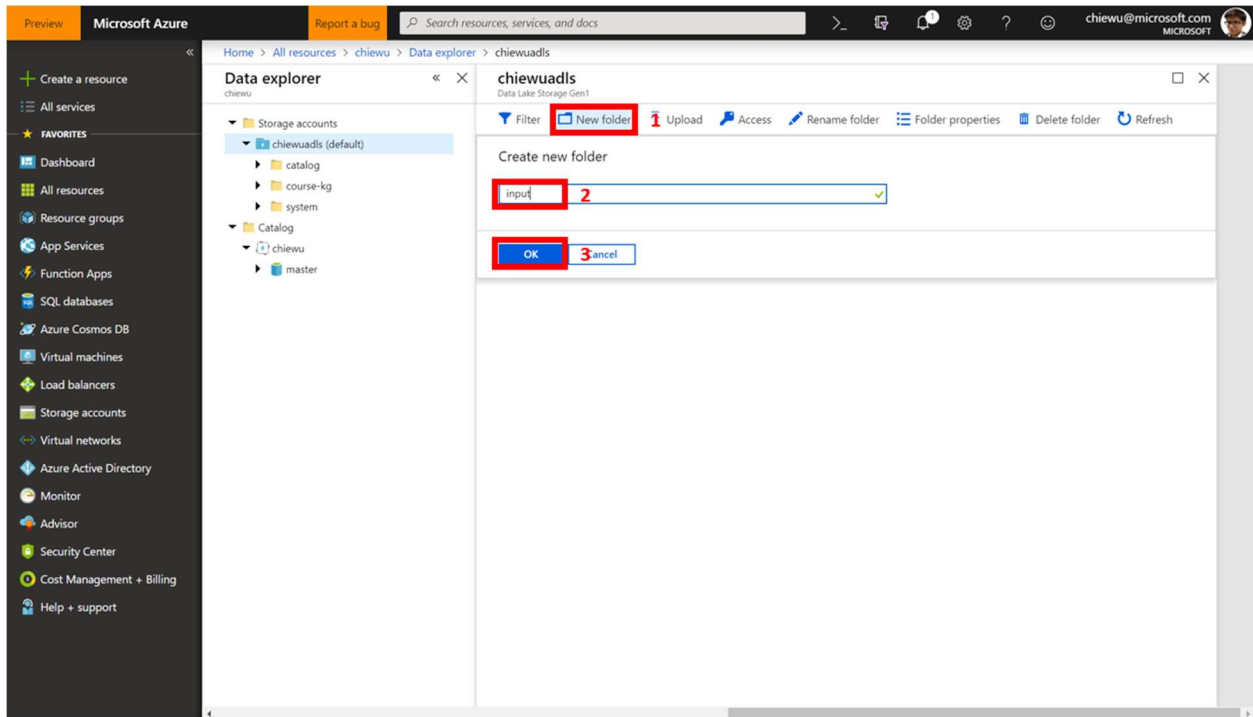 Preview
Microsoft Azure
Report a bug
Search resources, services, and docs
1
chiewu@microsoft.com
MICROSOFT
Home > All resources > chiewu > Data explorer > chiewuadls
Create a resource
All services
FAVORITES
Dashboard
All resources
Resource groups
App Services
Function Apps
SQL databases
Azure Cosmos DB
Virtual machines
Load balancers
Storage accounts
Virtual networks
Azure Active Directory
Monitor
Advisor
Security Center
Cost Management + Billing
Help + support
Data explorer
chiewu
Storage accounts
chiewuadls (default)
catalog
course-kg
system
Catalog
chiewu
master
chiewuadls
Data Lake Storage Gen1
Filter New folder 1 Upload Access Rename folder Folder properties Delete folder Refresh
Create new folder
input 2
OK 3 Cancel